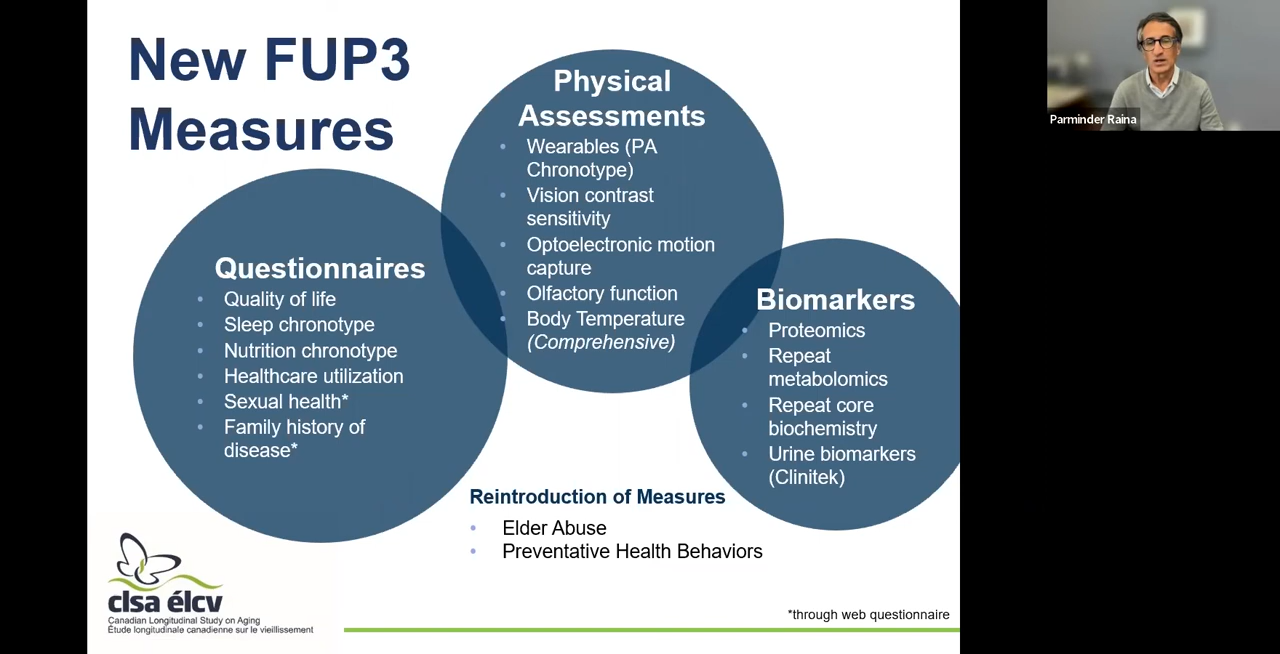 New FUP3
Measures
Physical
Assessments
• Wearables (PA
Chronotype)
• Vision contrast
sensitivity
• Optoelectronic motion
capture
• Olfactory function
• Body Temperature
(Comprehensive)
Questionnaires
• Quality of life
• Sleep chronotype
• Nutrition chronotype
• Healthcare utilization
• Sexual health*
• Family history of
disease*
Biomarkers
• Proteomics
• Repeat
metabolomics
• Repeat core
biochemistry
• Urine biomarkers
(Clinitek)
Reintroduction of Measures
• Elder Abuse
• Preventative Health Behaviors
clsa élcv
Canadian Longitudinal Study on Aging
Étude longitudinale canadienne sur le vieillissement
*through web questionnaire
Parminder Raina